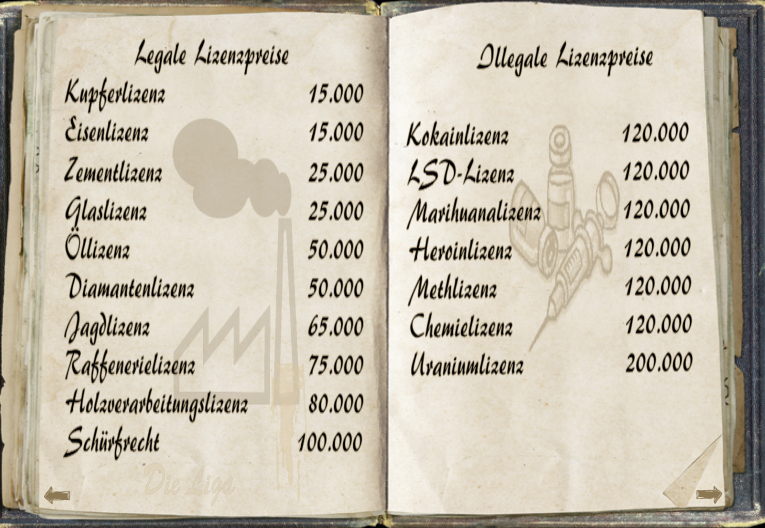 Legale Lizenzpreise
Kupferlizenz 15.000
Eisenlizenz 15.000
Zementlizenz 25.000
Glaslizenz 25.000
Öllizenz 50.000
Diamantenlizenz 50.000
Jagdlizenz 65.000
Raffenerielizenz 75.000
Holzverarbeitungslizenz 80.000
Schürfrecht 100.000
Die Liga
Illegale Lizenzpreise
Kokainlizenz 120.000
LSD-Lizenz 120.000
Marihuanalizenz 120.000
Heroinlizenz 120.000
Methlizenz 120.000
Chemielizenz 120.000
Uraniumlizenz 200.000